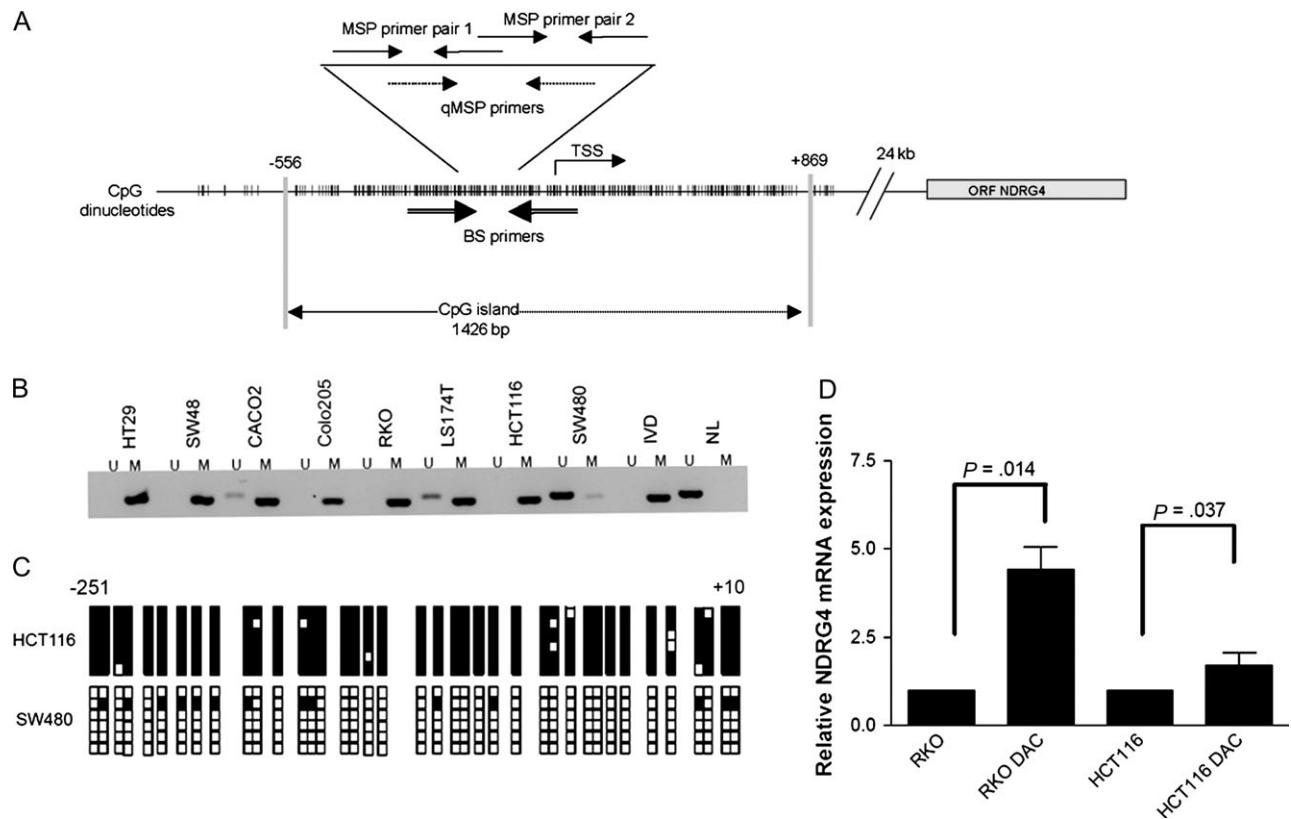 A
MSP primer pair 1
MSP primer pair 2
qMSP primers
-556
TSS
+869
24 kb
CpG
dinucleotides
ORF NDRG4
BS primers
CpG island
1426 bp
B
HT29 SW48 CACO2 Colo205 RKO LS174T HCT116 SW480 IVD NL
U M U M U M U M U M U M U M U M U M U M
C
-251 +10
HCT116
SW480
D
Relative NDRG4 mRNA expression
7.5
5.0
2.5
0.0
P = .014
P = .037
RKO
RKO DAC
HCT116
HCT116 DAC